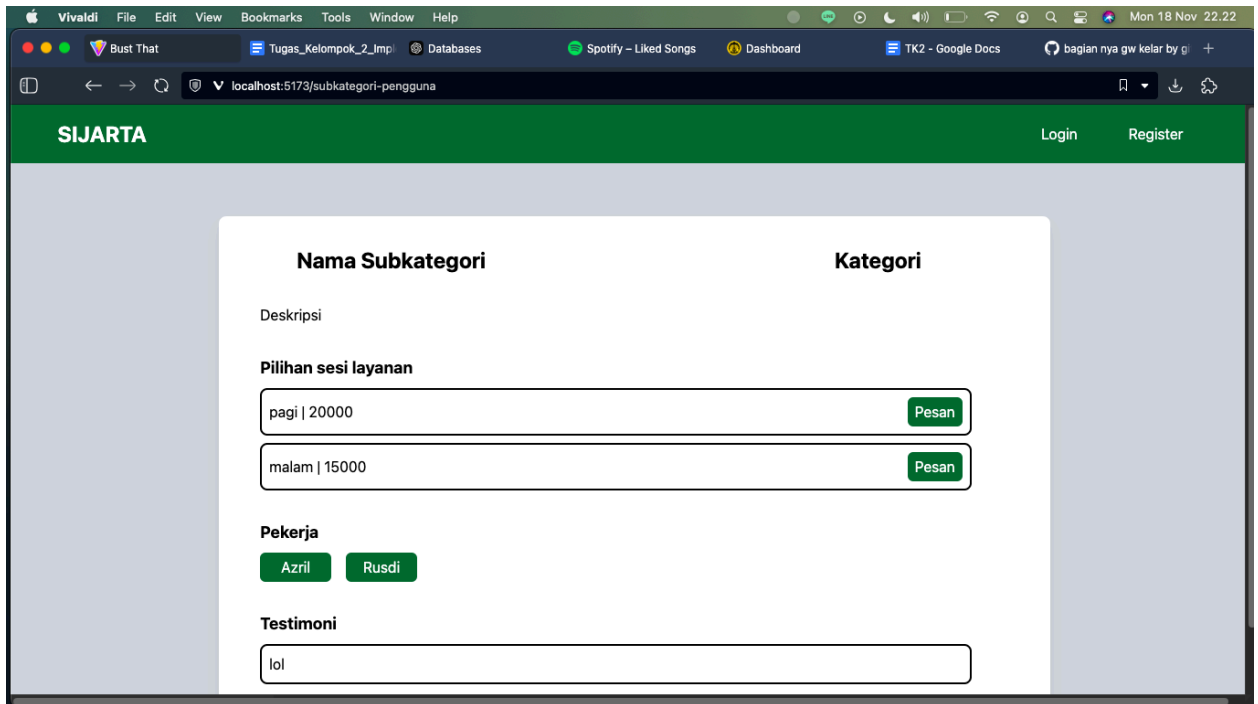 Vivaldi File Edit View Bookmarks Tools Window Help Mon 18 Nov 22.22
Bust That Tugas_Kelompok_2_Impl Databases Spotify – Liked Songs Dashboard TK2 - Google Docs bagian nya gw kelar by gi
localhost:5173/subkategori-pengguna
SIJARTA Login Register
Nama Subkategori Kategori
Deskripsi
Pilihan sesi layanan
pagi | 20000 Pesan
malam | 15000 Pesan
Pekerja
Azril Rusdi
Testimoni
lol